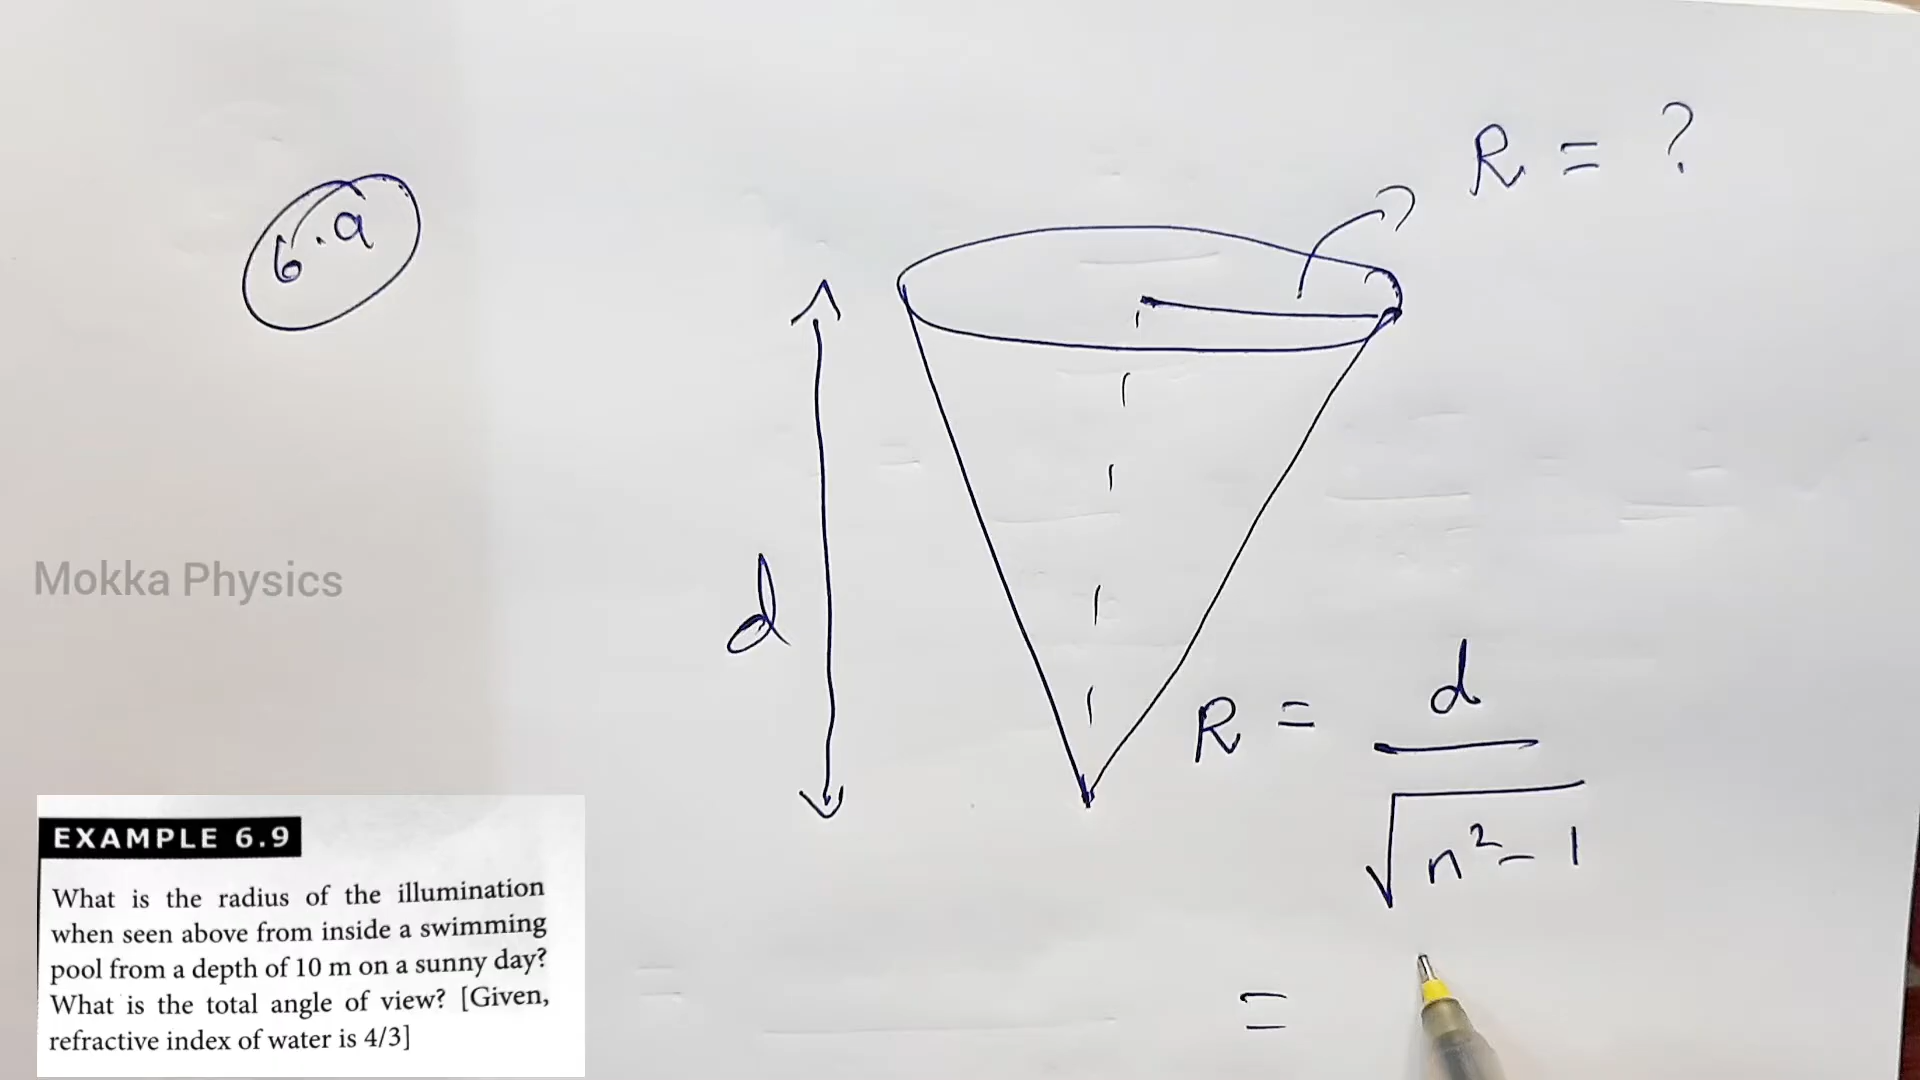 R = ?
6.9
Mokka Physics
d
R = d
√n² - 1
=
EXAMPLE 6.9
What is the radius of the illumination
when seen above from inside a swimming
pool from a depth of 10 m on a sunny day?
What is the total angle of view? [Given,
refractive index of water is 4/3]